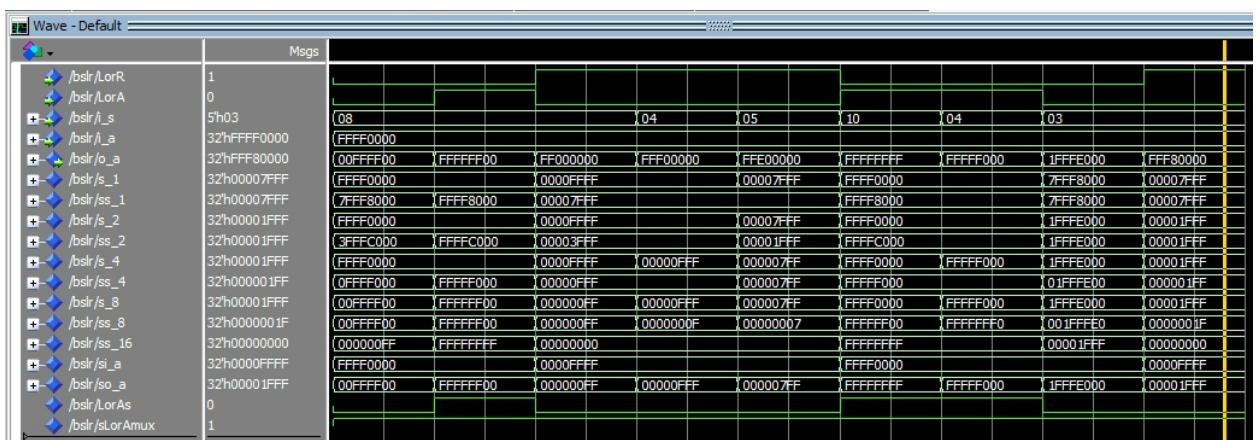 Wave - Default
Msgs
/bslr/LorR 1
/bslr/LorA 0
/bslr/i_s 5'h03 08 04 05 10 04 03
/bslr/i_a 32'hFFFF0000 FFFF0000
/bslr/o_a 32'hFFF80000 00FFFF00 FFFFFF00 FF000000 FFF00000 FFE00000 FFFFFFFF FFFFF000 1FFFE000 FFF80000
/bslr/s_1 32'h00007FFF FFFF0000 0000FFFF 00007FFF FFFF0000 7FFF8000 00007FFF
/bslr/ss_1 32'h00007FFF 7FFF8000 FFFF8000 00007FFF FFFF8000 7FFF8000 00007FFF
/bslr/s_2 32'h00001FFF FFFF0000 0000FFFF 00007FFF FFFF0000 1FFFE000 00001FFF
/bslr/ss_2 32'h00001FFF 3FFFC000 FFFFC000 00003FFF 00001FFF FFFFC000 1FFFE000 00001FFF
/bslr/s_4 32'h00001FFF FFFF0000 0000FFFF 00000FFF 000007FF FFFF0000 FFFFF000 1FFFE000 00001FFF
/bslr/ss_4 32'h000001FF 0FFFF000 FFFFF000 00000FFF 000007FF FFFFF000 01FFFE00 000001FF
/bslr/s_8 32'h00001FFF 00FFFF00 FFFFFF00 000000FF 00000FFF 000007FF FFFF0000 FFFFF000 1FFFE000 00001FFF
/bslr/ss_8 32'h0000001F 00FFFF00 FFFFFF00 000000FF 0000000F 00000007 FFFFFF00 FFFFFFF0 001FFFE0 0000001F
/bslr/ss_16 32'h00000000 000000FF FFFFFFFF 00000000 FFFFFFFF 00001FFF 00000000
/bslr/si_a 32'h0000FFFF FFFF0000 0000FFFF FFFF0000 0000FFFF
/bslr/so_a 32'h00001FFF 00FFFF00 FFFFFF00 000000FF 00000FFF 000007FF FFFFFFFF FFFFF000 1FFFE000 00001FFF
/bslr/LorAs 0
/bslr/sLorAmux 1